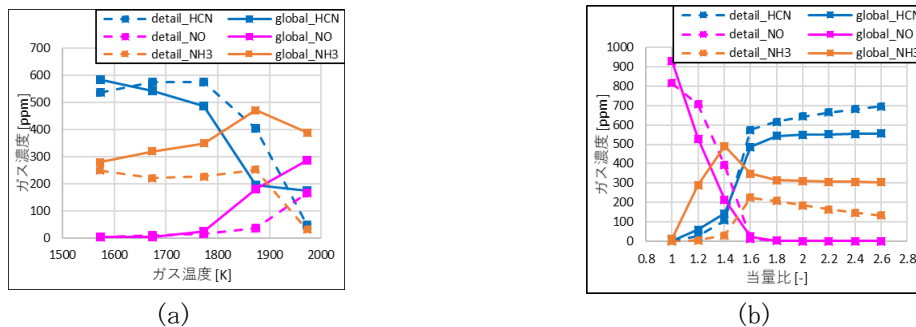 detail_HCN global_HCN
detail_NO global_NO
detail_NH3 global_NH3
700
600
500
400
300
200
100
0
ガス濃度 [ppm]
1500 1600 1700 1800 1900 2000
ガス温度 [K]
(a)
detail_HCN global_HCN
detail_NO global_NO
detail_NH3 global_NH3
1000
900
800
700
600
500
400
300
200
100
0
ガス濃度 [ppm]
0.8 1 1.2 1.4 1.6 1.8 2.0 2.2 2.4 2.6 2.8
当量比 [-]
(b)